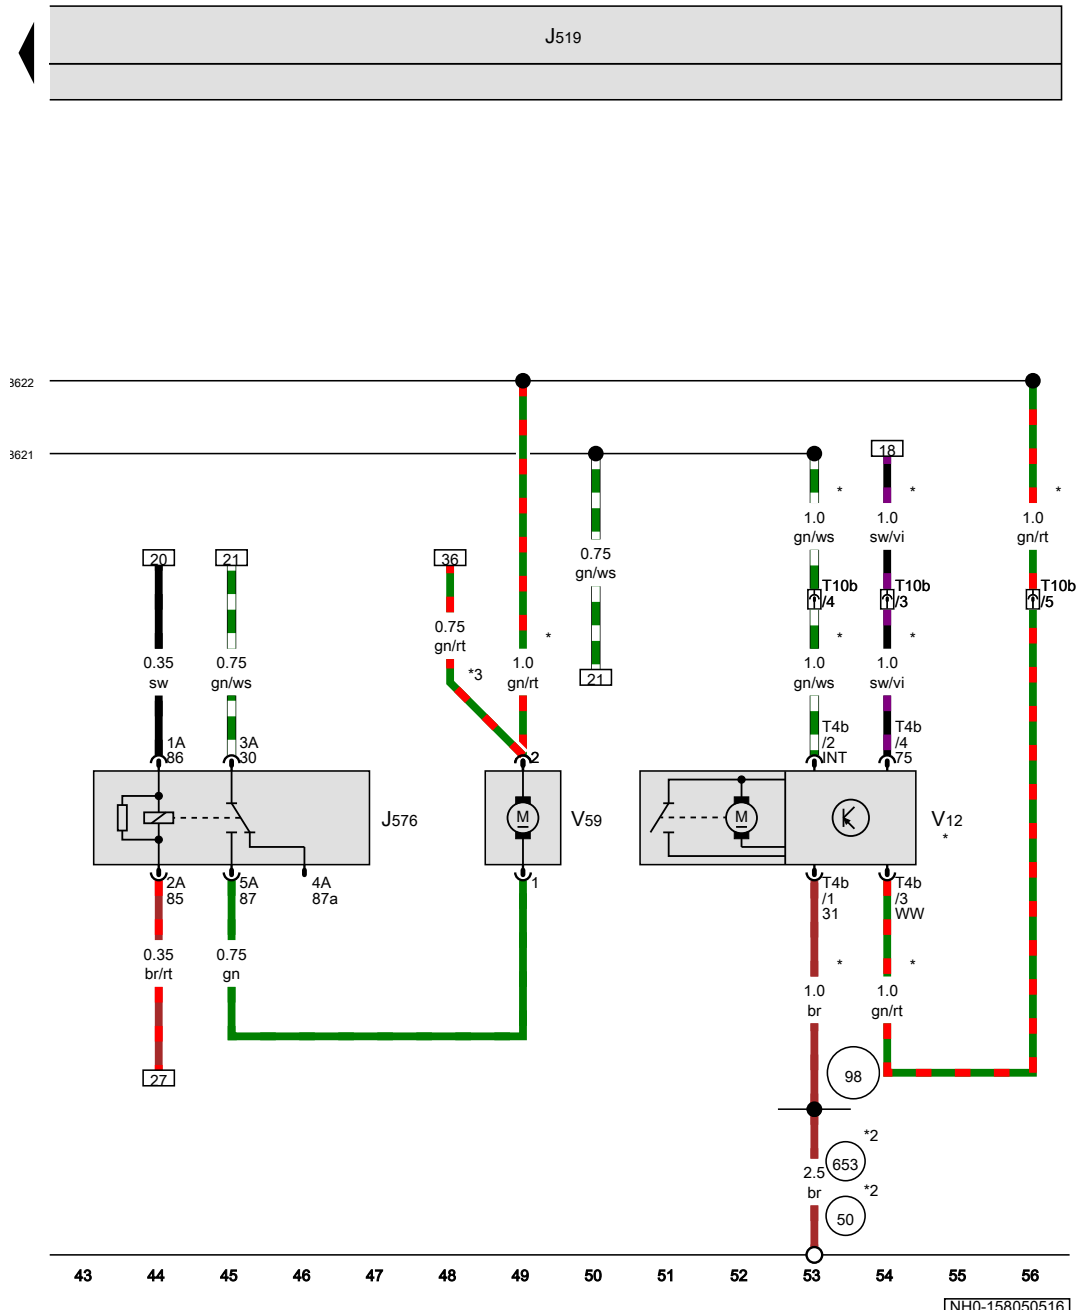 J519
3622
3621
18
* * *
1.0 1.0 1.0
gn/ws sw/vi gn/rt
20 21 36
0.75
gn/ws
T10b T10b T10b
/4 /3 /5
0.75
gn/rt
* * *
0.35 0.75 1.0 1.0 1.0
sw gn/ws gn/rt gn/ws sw/vi
*3
21
T4b T4b
/2 /4
INT 75
1A 3A
86 30
2
J576
M
V59
M
V12
*
2A 5A 4A
85 87 87a
1
T4b T4b
/1 /3
31 WW
0.35 0.75
br/rt gn
* *
1.0 1.0
br gn/rt
27
98
*2
653
2.5
br
*2
50
43 44 45 46 47 48 49 50 51 52 53 54 55 56
NH0-158050516